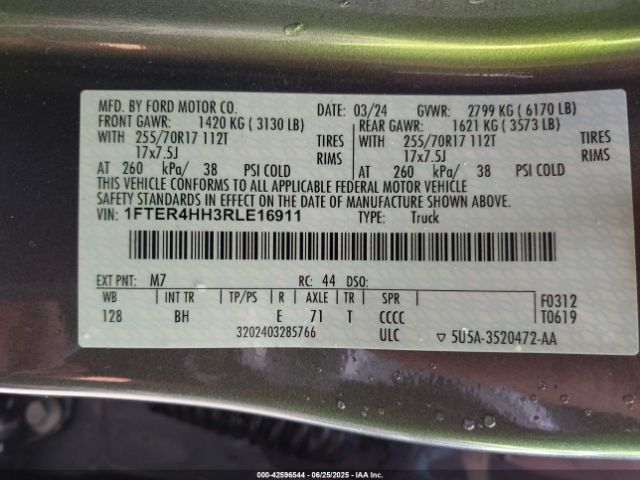 MFD. BY FORD MOTOR CO. DATE: 03/24 GVWR: 2799 KG ( 6170 LB)
FRONT GAWR: 1420 KG ( 3130 LB) REAR GAWR: 1621 KG ( 3573 LB)
WITH 255/70R17 112T TIRES WITH 255/70R17 112T TIRES
17x7.5J RIMS 17x7.5J RIMS
AT 260 kPa/ 38 PSI COLD AT 260 kPa/ 38 PSI COLD
THIS VEHICLE CONFORMS TO ALL APPLICABLE FEDERAL MOTOR VEHICLE
SAFETY STANDARDS IN EFFECT ON THE DATE OF MANUFACTURE SHOWN ABOVE.
VIN: 1FTER4HH3RLE16911 TYPE: Truck
EXT PNT: M7 RC: 44 DSO:
WB INT TR TP/PS R AXLE TR SPR F0312
128 BH E 71 T CCCC T0619
3202403285766 ULC ▽ 5U5A-3520472-AA
00-42596544 - 06/25/2025 - IAA Inc.